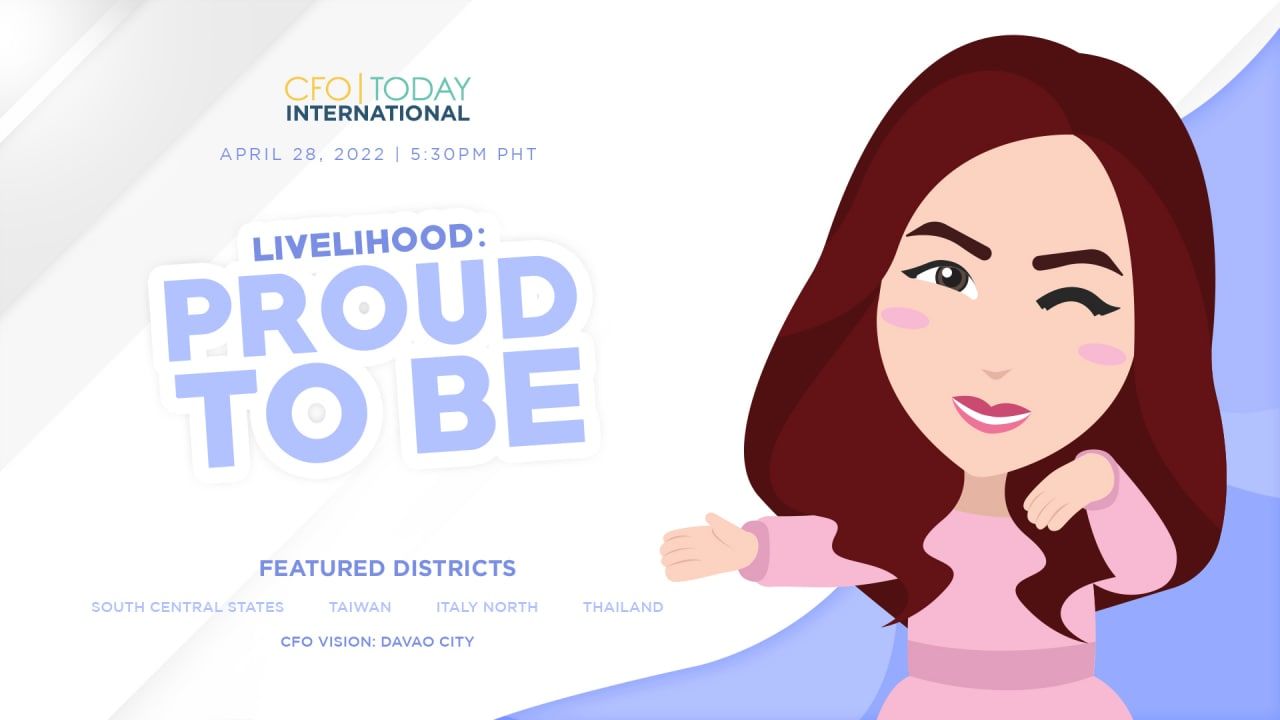 CFO | TODAY
INTERNATIONAL
APRIL 28, 2022 | 5:30PM PHT
LIVELIHOOD:
PROUD
TO BE
FEATURED DISTRICTS
SOUTH CENTRAL STATES TAIWAN ITALY NORTH THAILAND
CFO VISION: DAVAO CITY